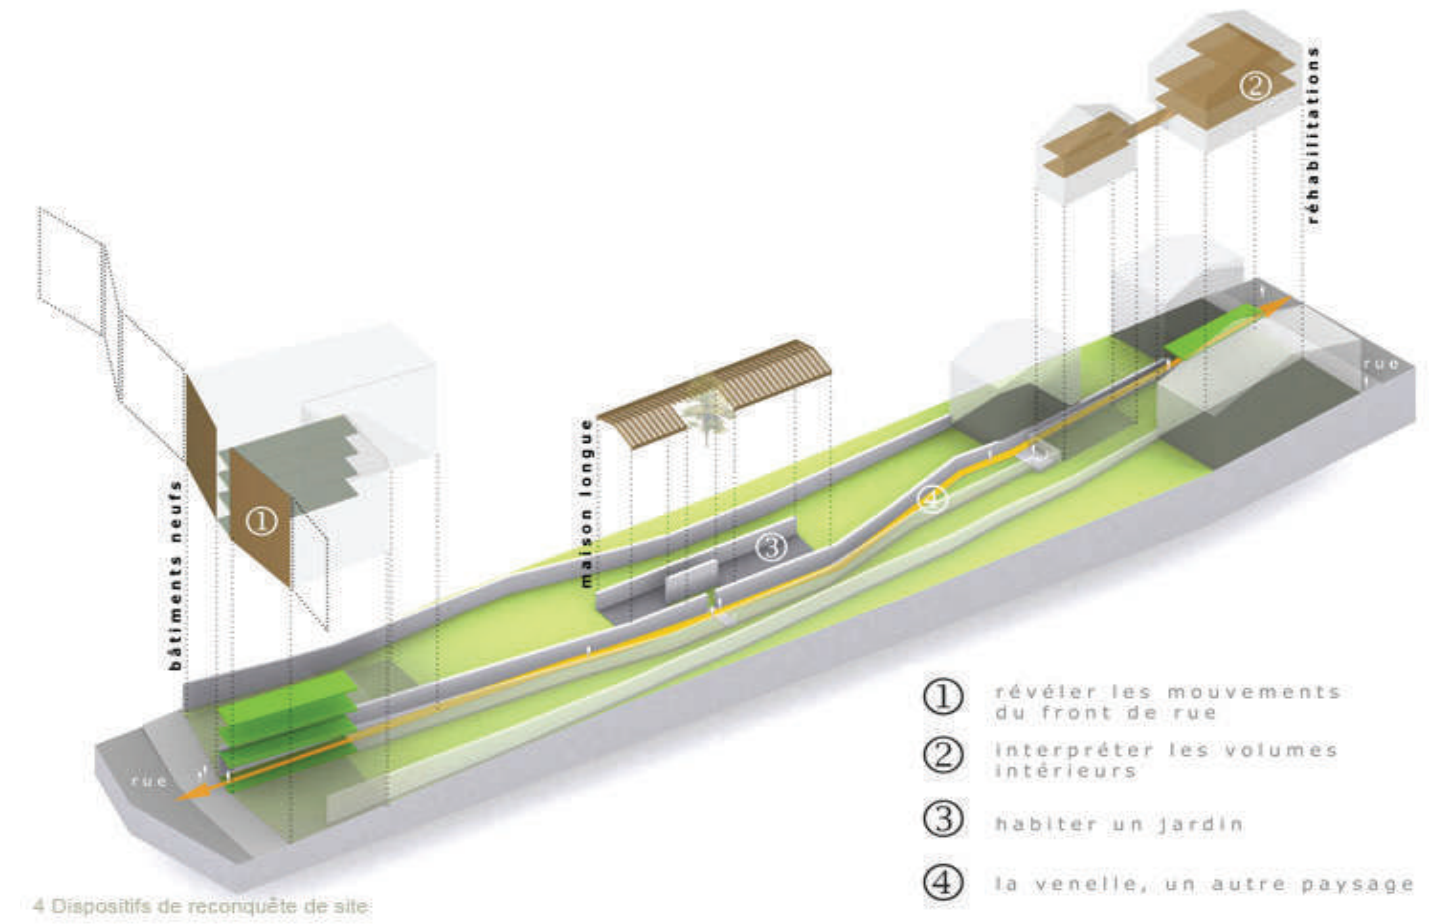 réhabilitations
②
rue
maison longue
④
③
bâtiments neufs
①
rue
① révéler les mouvements
du front de rue
② interpréter les volumes
intérieurs
③ habiter un jardin
④ la venelle, un autre paysage
4 Dispositifs de reconquête de site